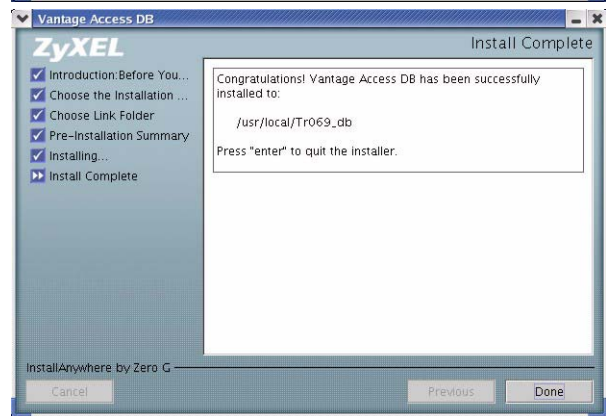 Vantage Access DB
ZyXEL
Install Complete
Introduction:Before You...
Choose the Installation ...
Choose Link Folder
Pre-Installation Summary
Installing...
Install Complete
Congratulations! Vantage Access DB has been successfully
installed to:
/usr/local/Tr069_db
Press "enter" to quit the installer.
InstallAnywhere by Zero G
Cancel
Previous
Done